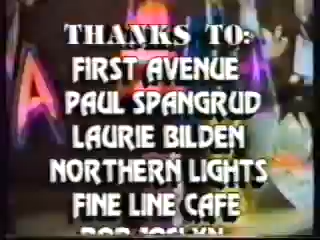 THANKS TO:
FIRST AVENUE
PAUL SPANGRUD
LAURIE BILDEN
NORTHERN LIGHTS
FINE LINE CAFE